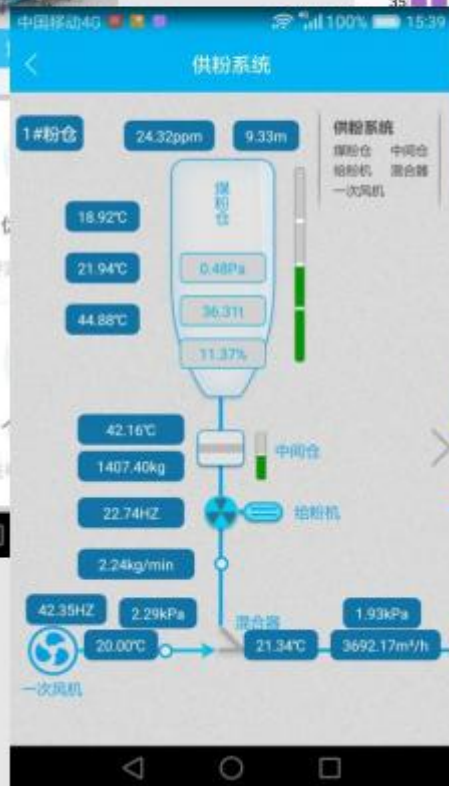 35
中国移动4G
100%
15:39
供粉系统
1#粉仓
24.32ppm
9.33m
供粉系统
煤粉仓 中间仓
给粉机 混合器
一次风机
煤粉仓
18.92℃
21.94℃
0.48Pa
44.88℃
36.31t
11.37%
42.16℃
1407.40kg
中间仓
22.74HZ
给粉机
2.24kg/min
42.35HZ
2.29kPa
混合器
1.93kPa
20.00℃
21.34℃
3692.17m³/h
一次风机